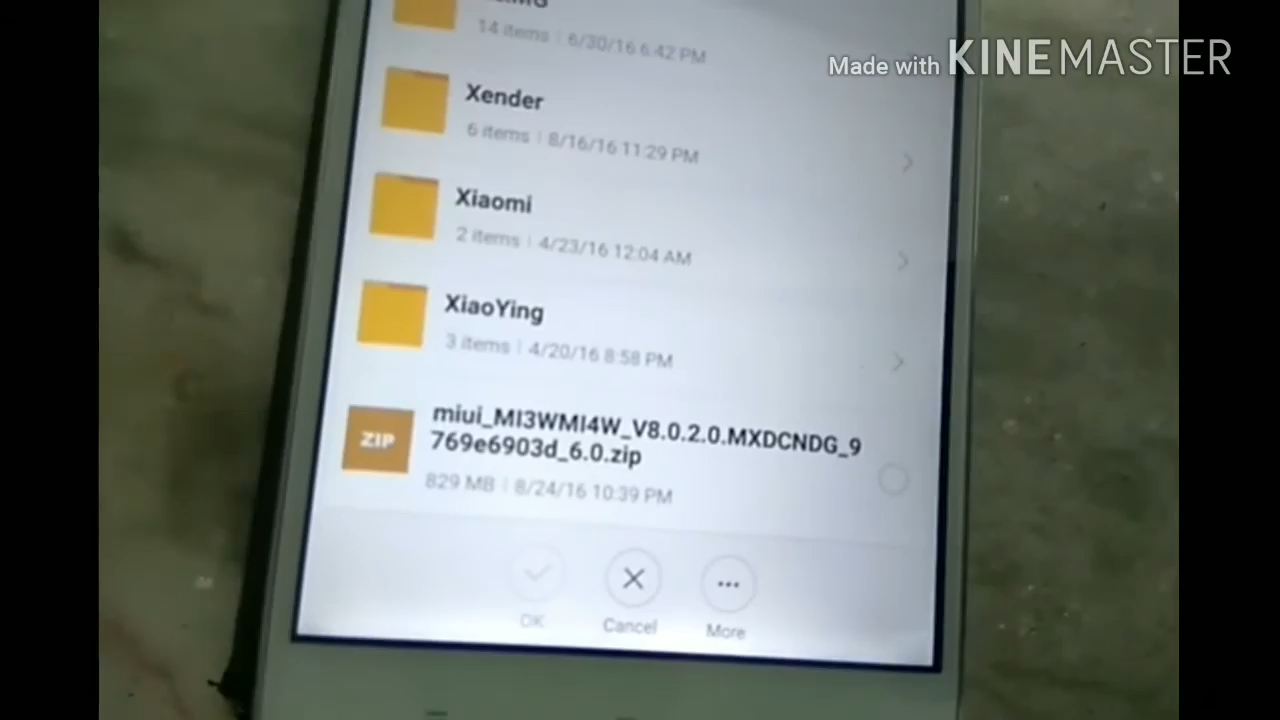 Made with KINEMASTER
14 items | 6/30/16 6:42 PM
Xender
6 items | 8/16/16 11:29 PM
Xiaomi
2 items | 4/23/16 12:04 AM
XiaoYing
3 items | 4/20/16 8:58 PM
ZIP
miui_MI3WMI4W_V8.0.2.0.MXDCNDG_9
769e6903d_6.0.zip
829 MB | 8/24/16 10:39 PM
OK
Cancel
More